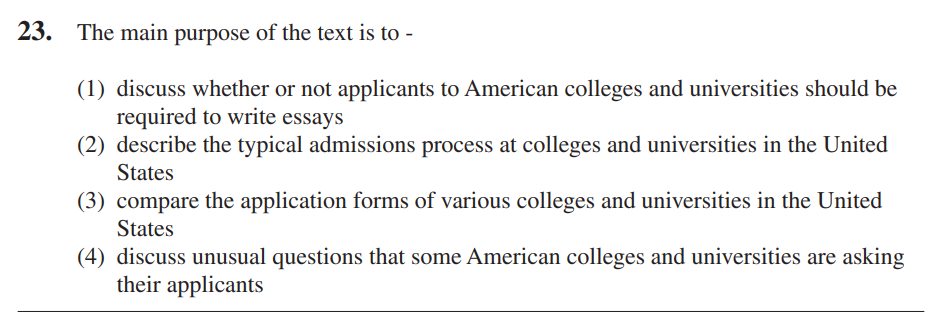 23. The main purpose of the text is to -
(1) discuss whether or not applicants to American colleges and universities should be
required to write essays
(2) describe the typical admissions process at colleges and universities in the United
States
(3) compare the application forms of various colleges and universities in the United
States
(4) discuss unusual questions that some American colleges and universities are asking
their applicants